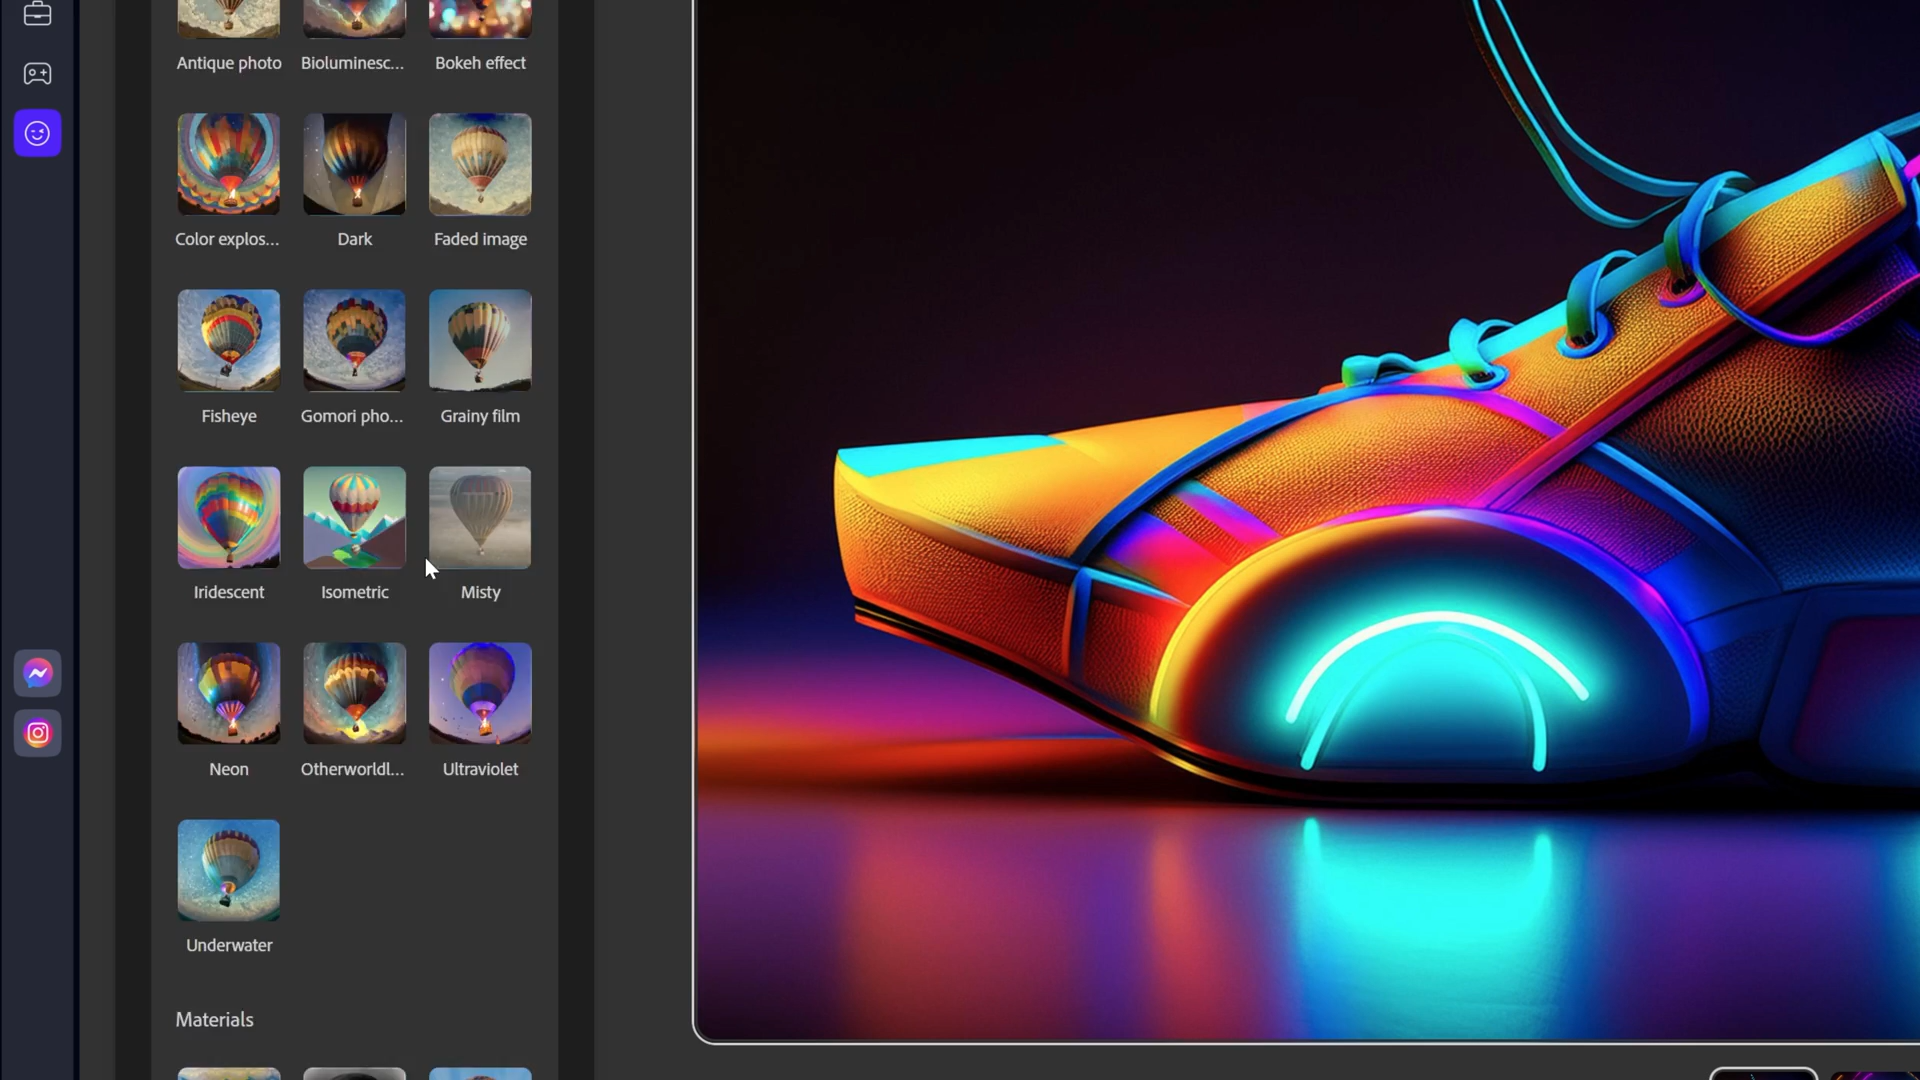 Antique photo
Bioluminesc...
Bokeh effect
Color explos...
Dark
Faded image
Fisheye
Gomori pho...
Grainy film
Iridescent
Isometric
Misty
Neon
Otherworldl...
Ultraviolet
Underwater
Materials